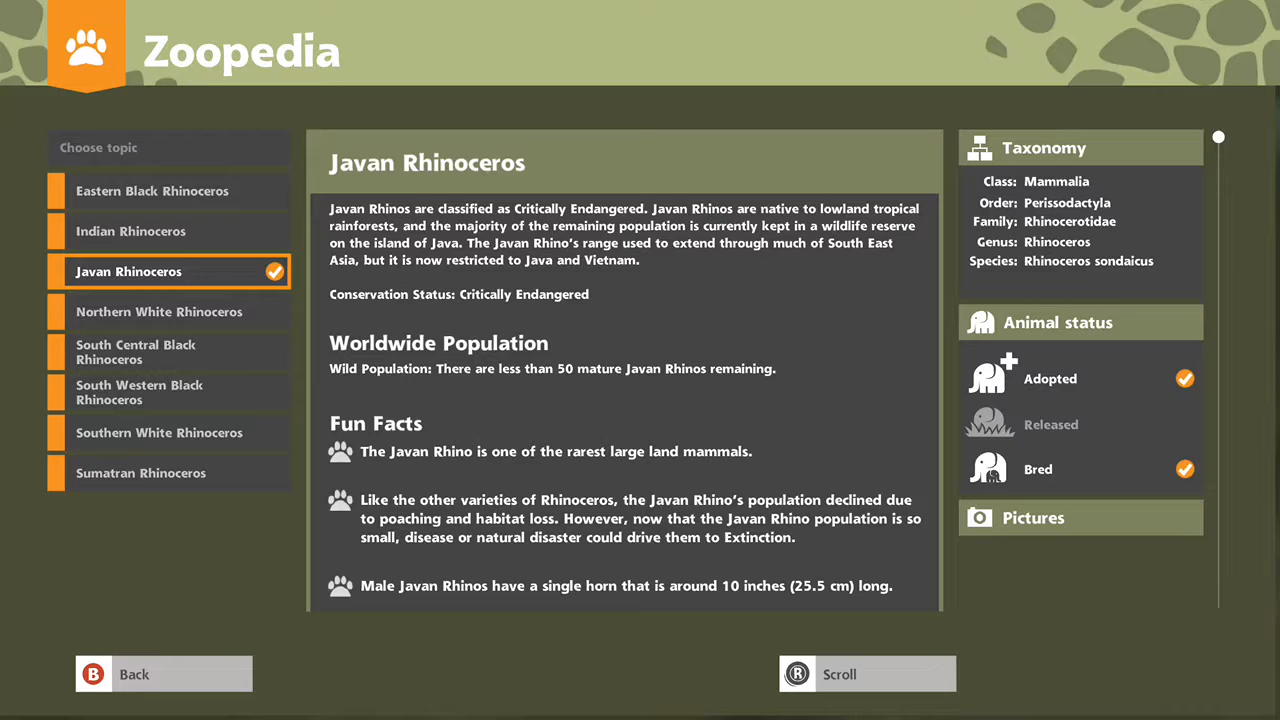 Zoopedia
Choose topic
Eastern Black Rhinoceros
Indian Rhinoceros
Javan Rhinoceros
Northern White Rhinoceros
South Central Black
Rhinoceros
South Western Black
Rhinoceros
Southern White Rhinoceros
Sumatran Rhinoceros
Javan Rhinoceros
Javan Rhinos are classified as Critically Endangered. Javan Rhinos are native to lowland tropical
rainforests, and the majority of the remaining population is currently kept in a wildlife reserve
on the island of Java. The Javan Rhino's range used to extend through much of South East
Asia, but it is now restricted to Java and Vietnam.
Conservation Status: Critically Endangered
Worldwide Population
Wild Population: There are less than 50 mature Javan Rhinos remaining.
Fun Facts
The Javan Rhino is one of the rarest large land mammals.
Like the other varieties of Rhinoceros, the Javan Rhino's population declined due
to poaching and habitat loss. However, now that the Javan Rhino population is so
small, disease or natural disaster could drive them to Extinction.
Male Javan Rhinos have a single horn that is around 10 inches (25.5 cm) long.
Taxonomy
Class: Mammalia
Order: Perissodactyla
Family: Rhinocerotidae
Genus: Rhinoceros
Species: Rhinoceros sondaicus
Animal status
Adopted
Released
Bred
Pictures
B Back
R Scroll